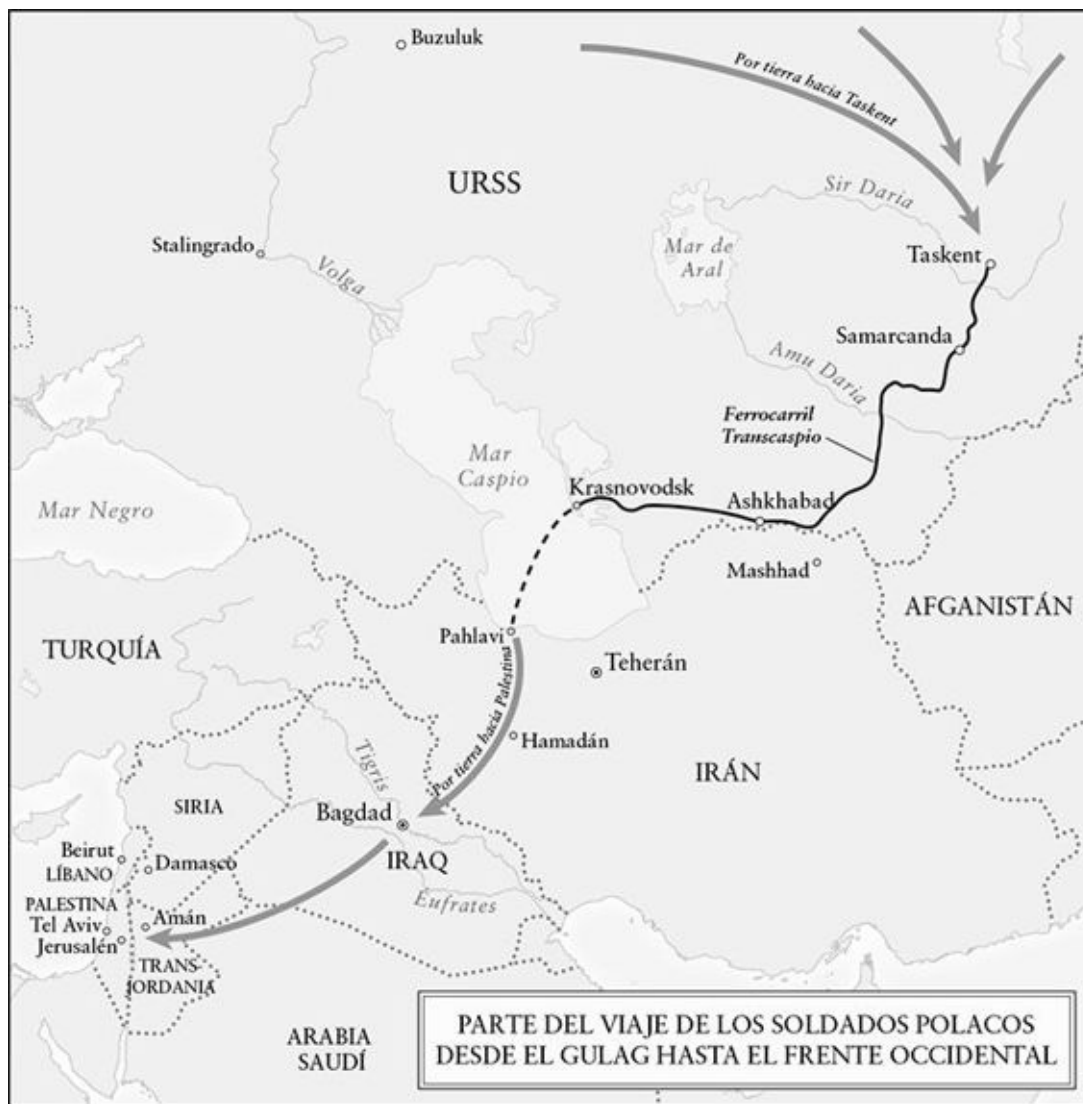 Buzuluk
Por tierra hacia Taskent
URSS
Sir Daria
Stalingrado
Mar de
Aral
Taskent
Volga
Samarcanda
Amu Daria
Ferrocarril
Transcaspio
Mar
Caspio
Krasnovodsk
Ashkhabad
Mar Negro
Mashhad
AFGANISTÁN
Pahlavi
TURQUÍA
Teherán
Por tierra hacia Palestina
Hamadán
Tigris
IRÁN
SIRIA
Bagdad
Beirut
LÍBANO
Damasco
IRAQ
Éufrates
PALESTINA
Tel Aviv
Amán
Jerusalén
TRANS-
JORDANIA
ARABIA
SAUDÍ
PARTE DEL VIAJE DE LOS SOLDADOS POLACOS
DESDE EL GULAG HASTA EL FRENTE OCCIDENTAL